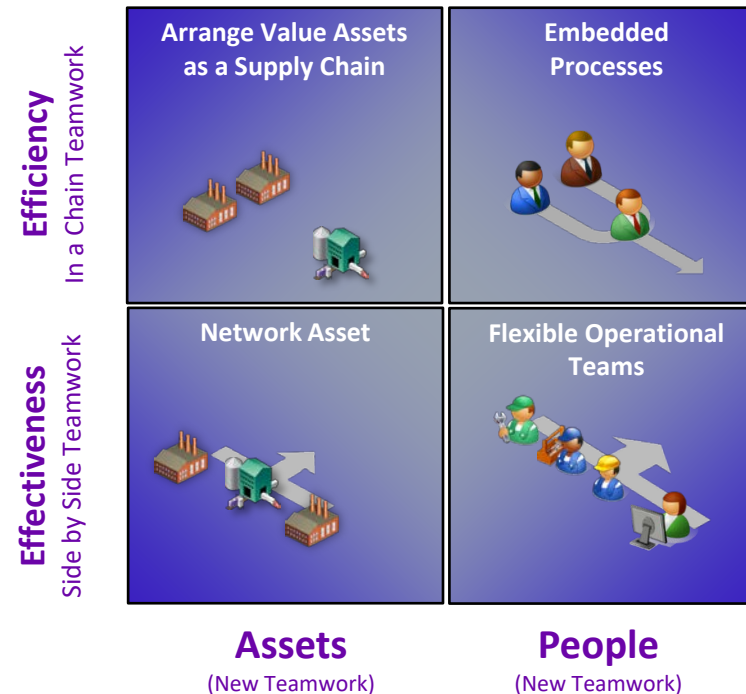 Efficiency
In a Chain Teamwork
Arrange Value Assets
as a Supply Chain
Embedded
Processes
Effectiveness
Side by Side Teamwork
Network Asset
Flexible Operational
Teams
Assets
(New Teamwork)
People
(New Teamwork)